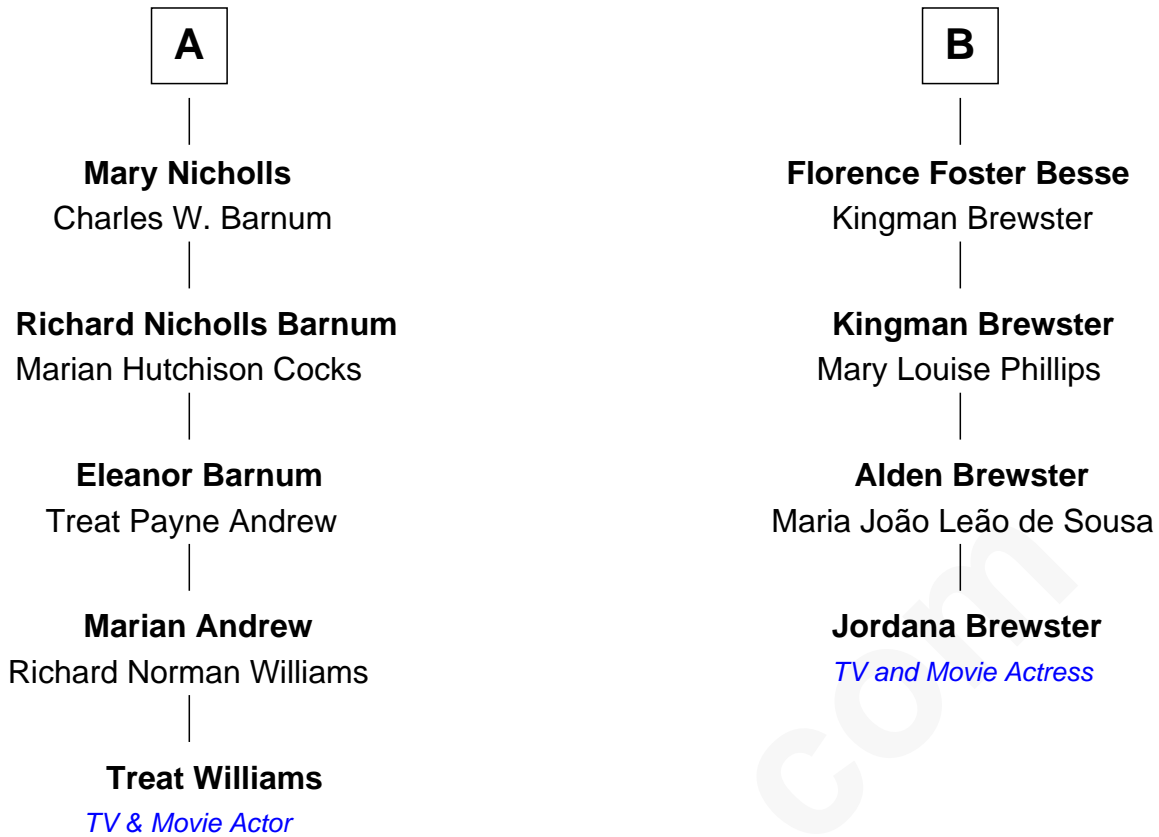 A
Mary Nicholls
Charles W. Barnum
Richard Nicholls Barnum
Marian Hutchison Cocks
Eleanor Barnum
Treat Payne Andrew
Marian Andrew
Richard Norman Williams
Treat Williams
TV & Movie Actor
B
Florence Foster Besse
Kingman Brewster
Kingman Brewster
Mary Louise Phillips
Alden Brewster
Maria João Leão de Sousa
Jordana Brewster
TV and Movie Actress
com